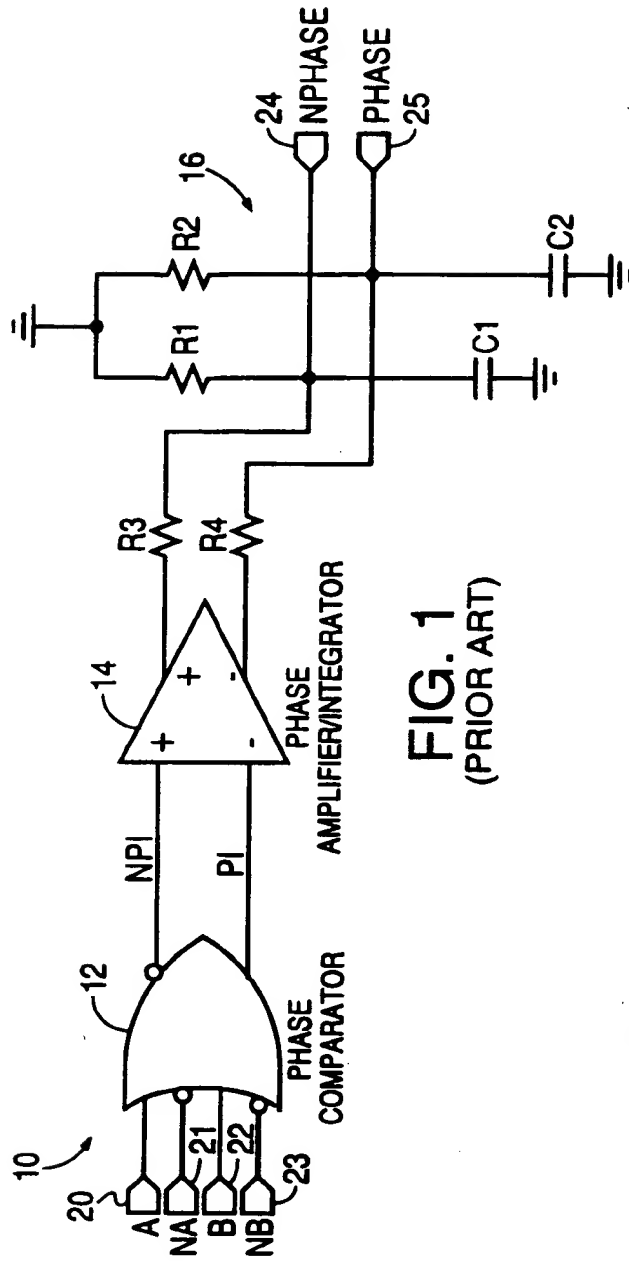 10
20
A
NA
21
B
22
NB
23
12
PHASE
COMPARATOR
NPI
PI
14
+
-
+
-
PHASE
AMPLIFIER/INTEGRATOR
R3
R4
R1
R2
16
C1
C2
24
NPHASE
PHASE
25
FIG. 1
(PRIOR ART)